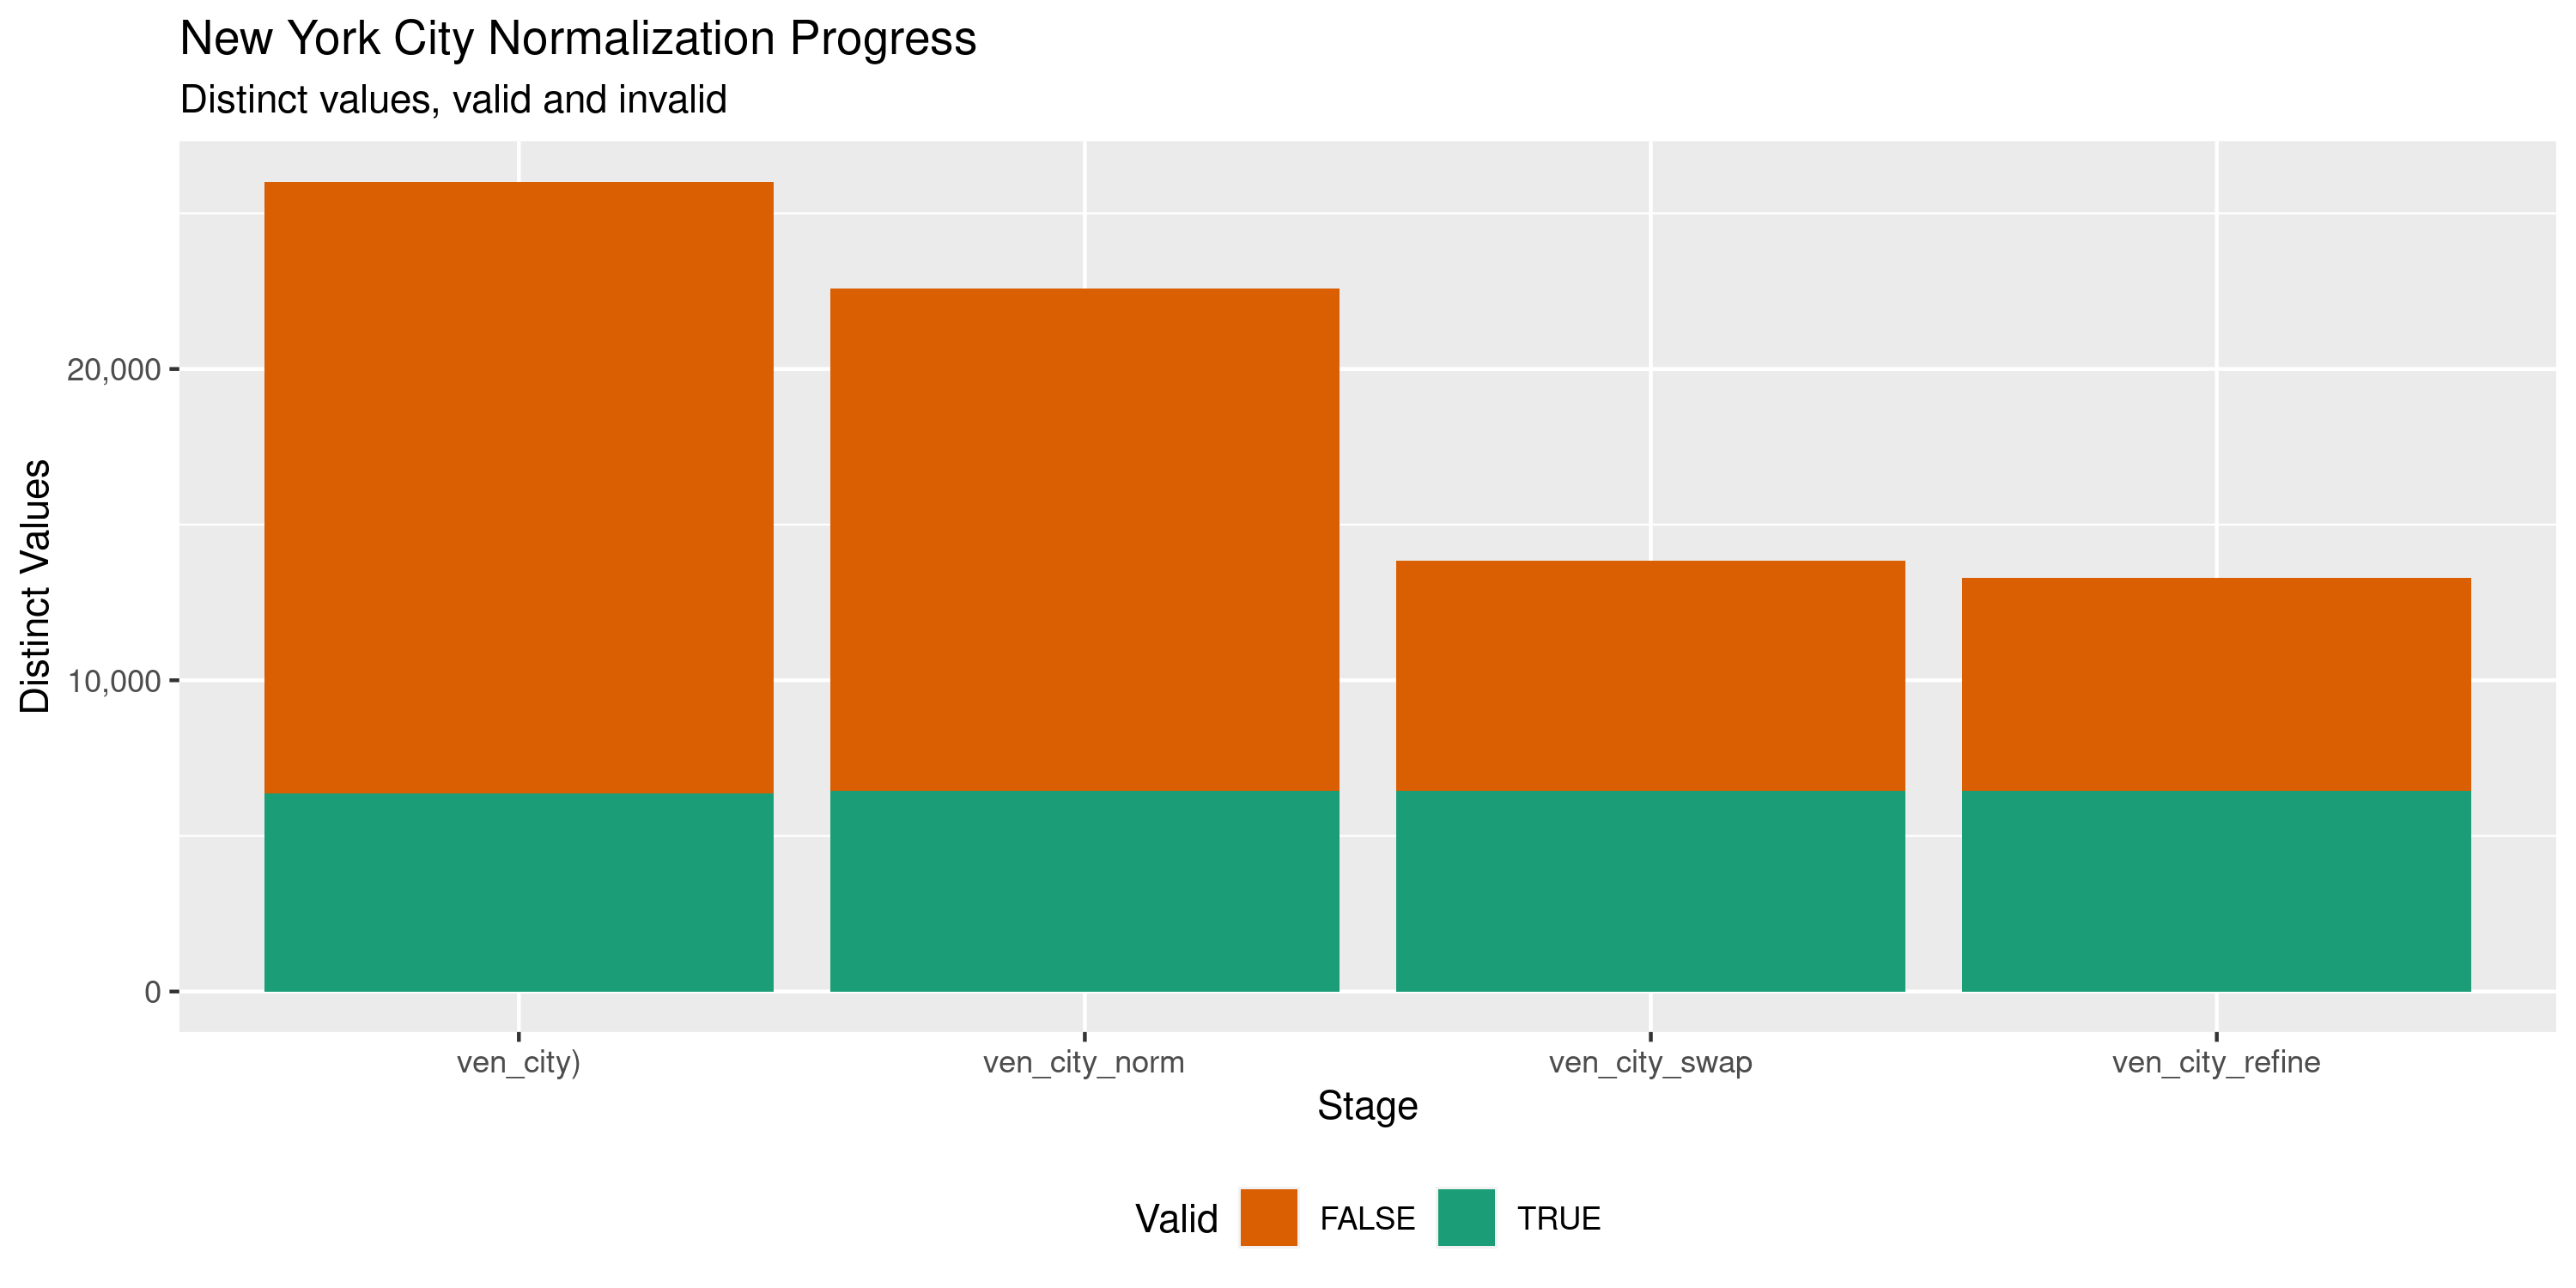 New York City Normalization Progress
Distinct values, valid and invalid
Distinct Values
20,000
10,000
0
ven_city)
ven_city_norm
ven_city_swap
ven_city_refine
Stage
Valid
FALSE
TRUE